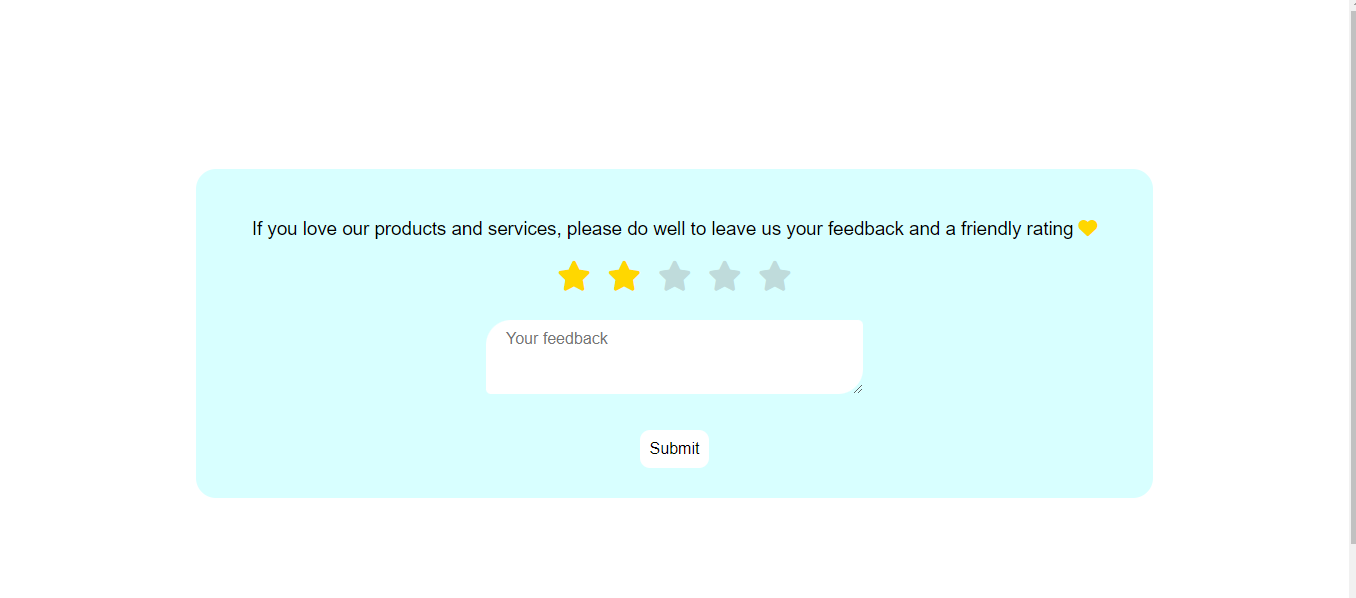 If you love our products and services, please do well to leave us your feedback and a friendly rating
Your feedback
Submit